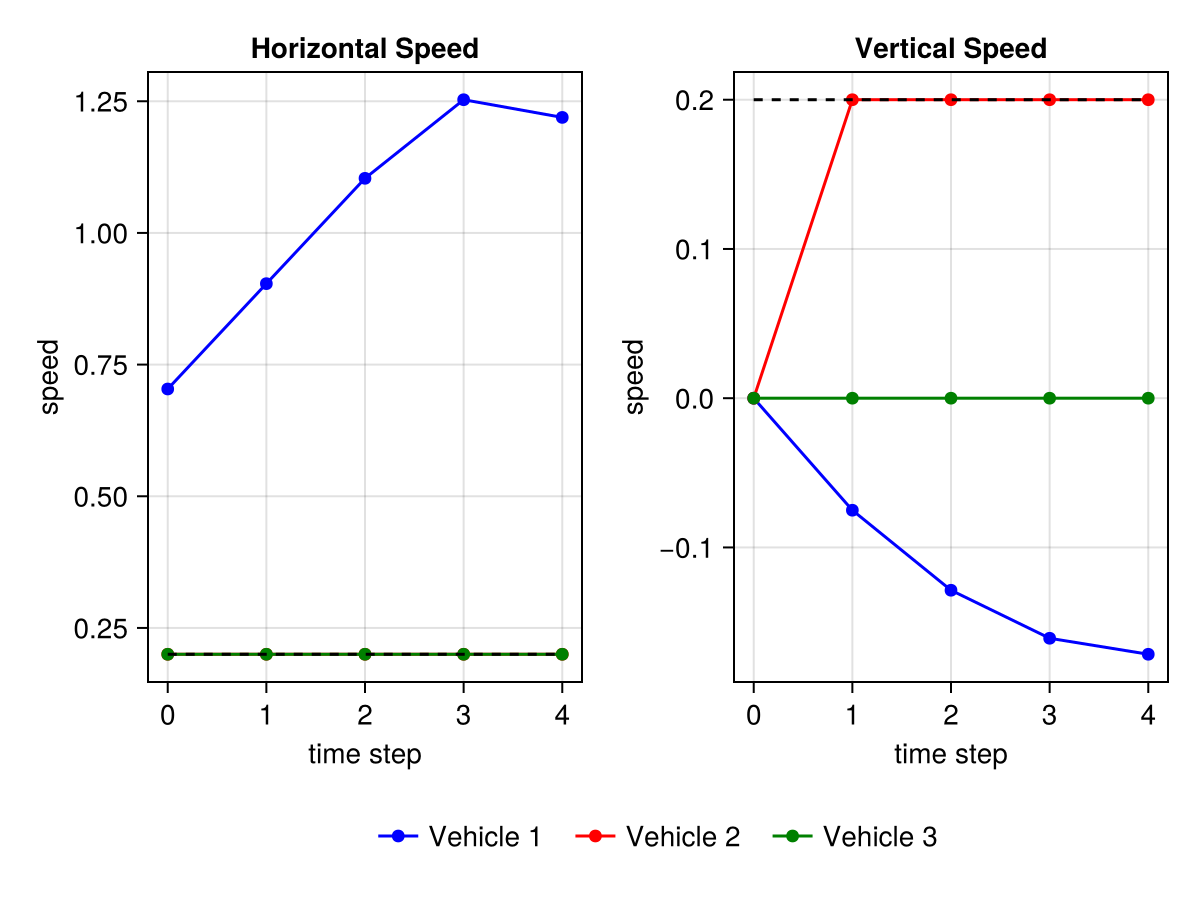 Horizontal Speed
1.25
1.00
0.75
0.50
0.25
speed
0 1 2 3 4
time step
Vertical Speed
0.2
0.1
0.0
−0.1
speed
0 1 2 3 4
time step
Vehicle 1 Vehicle 2 Vehicle 3